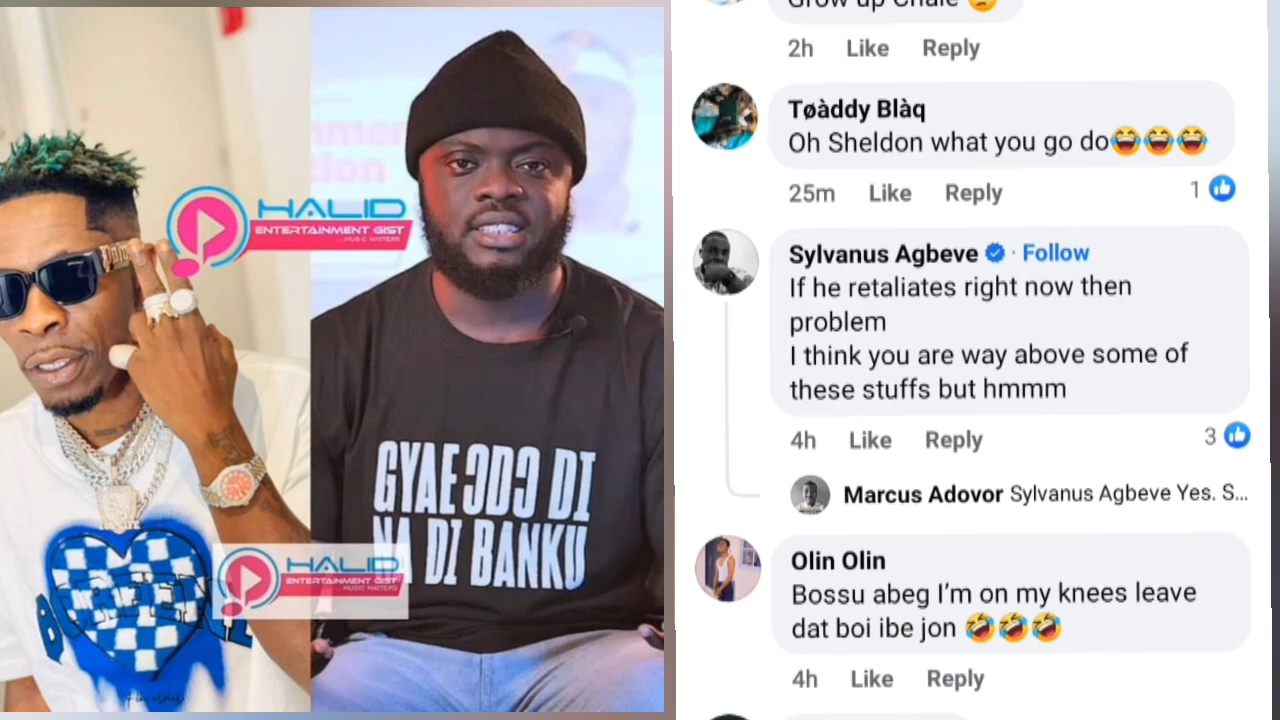 HALID
ENTERTAINMENT GIST
...MUSIC MATTERS
GYAE ƆDƆ DI
NA DI BANKU
HALID
ENTERTAINMENT GIST
...MUSIC MATTERS
Grow up Chale 😔
2h Like Reply
Tøàddy Blàq
Oh Sheldon what you go do😂😂😂
25m Like Reply 1
Sylvanus Agbeve · Follow
If he retaliates right now then
problem
I think you are way above some of
these stuffs but hmmm
4h Like Reply 3
Marcus Adovor Sylvanus Agbeve Yes. S...
Olin Olin
Bossu abeg I'm on my knees leave
dat boi ibe jon 🤣🤣🤣
4h Like Reply